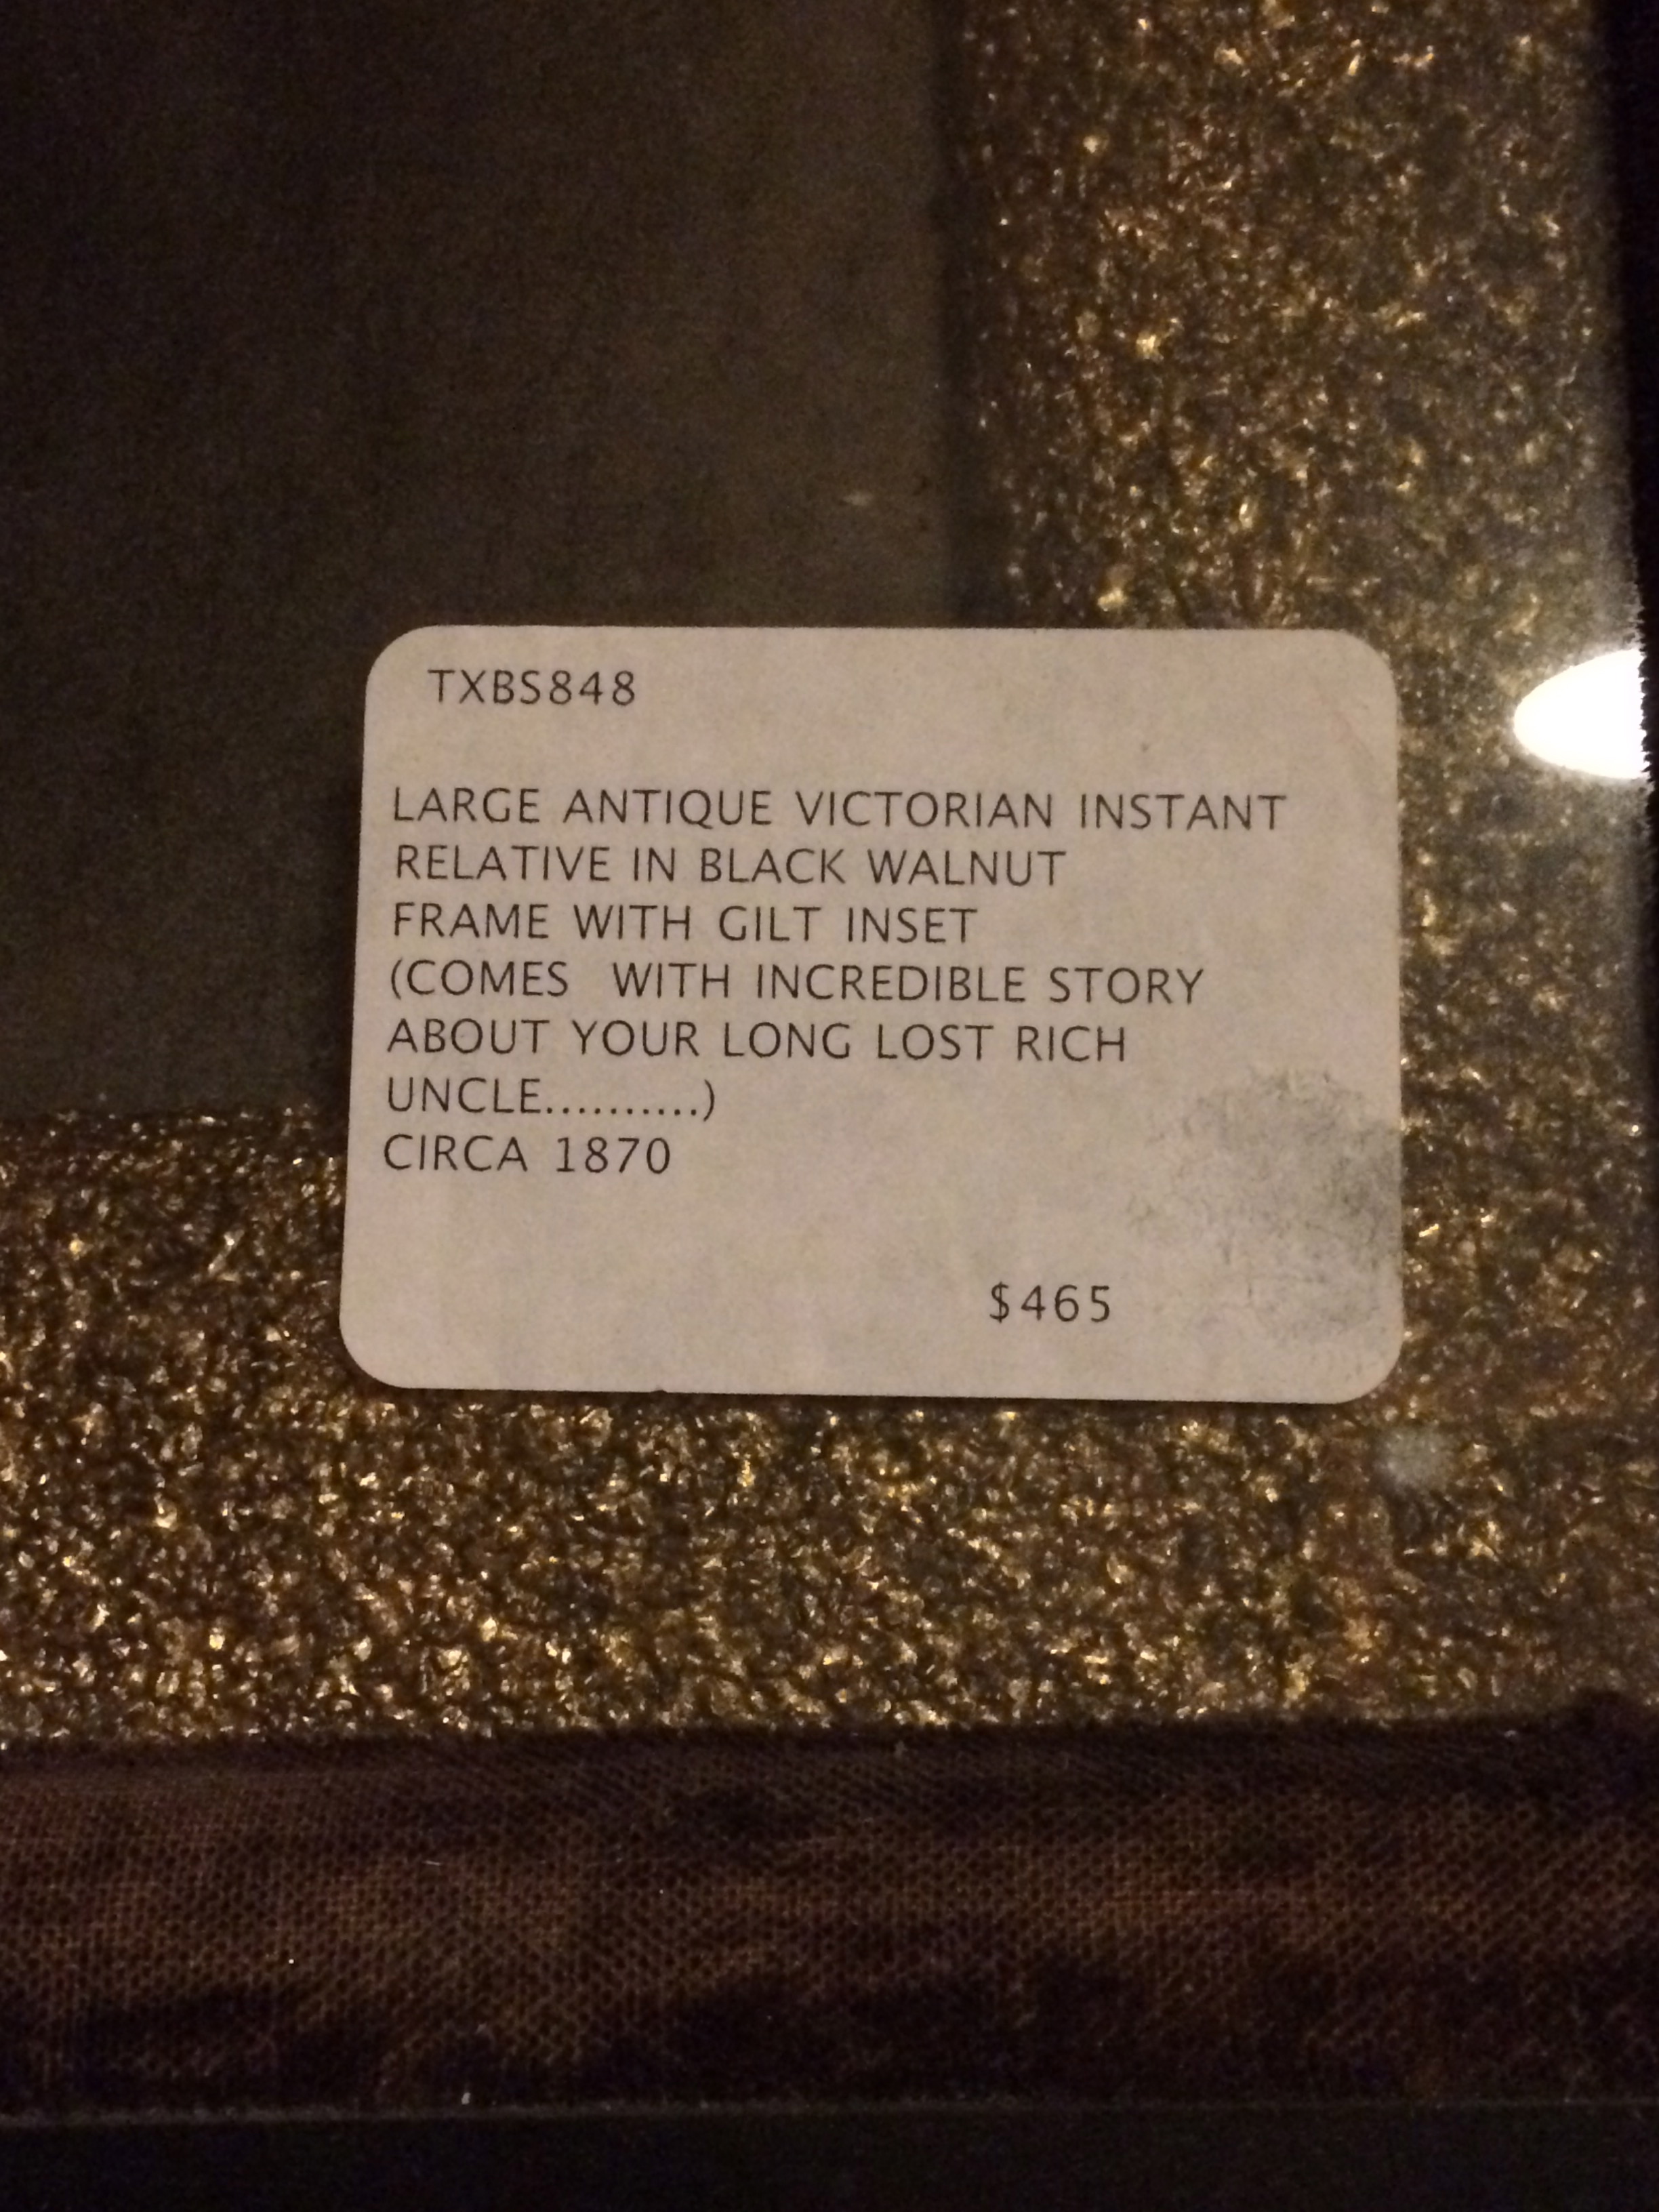 TXBS848
LARGE ANTIQUE VICTORIAN INSTANT
RELATIVE IN BLACK WALNUT
FRAME WITH GILT INSET
(COMES  WITH INCREDIBLE STORY
ABOUT YOUR LONG LOST RICH
UNCLE..........)
CIRCA 1870
$465